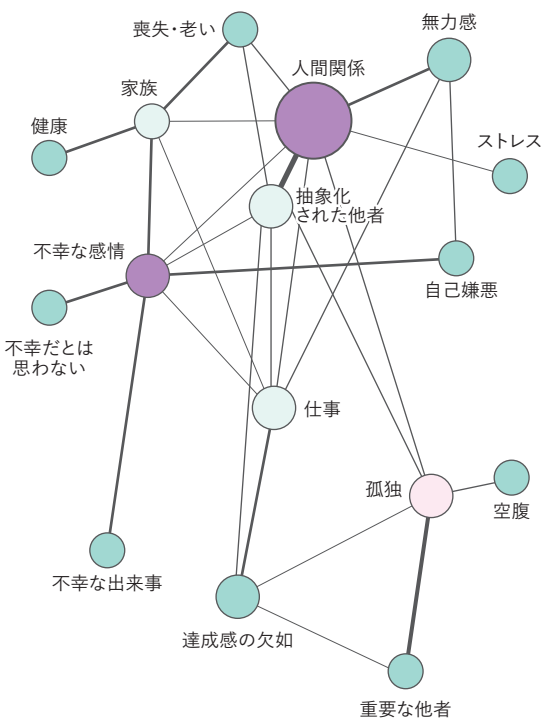 喪失・老い
無力感
人間関係
家族
健康
ストレス
抽象化
された他者
不幸な感情
自己嫌悪
不幸だとは
思わない
仕事
孤独
空腹
不幸な出来事
達成感の欠如
重要な他者